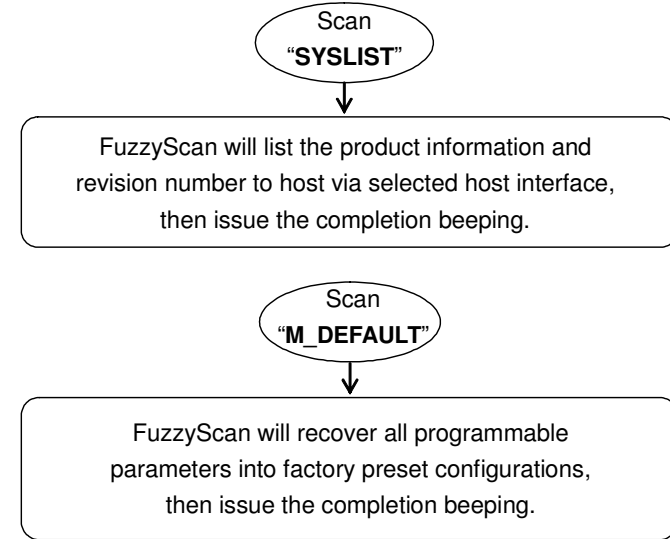 Scan
“SYSLIST”
FuzzyScan will list the product information and
revision number to host via selected host interface,
then issue the completion beeping.
Scan
“M_DEFAULT”
FuzzyScan will recover all programmable
parameters into factory preset configurations,
then issue the completion beeping.